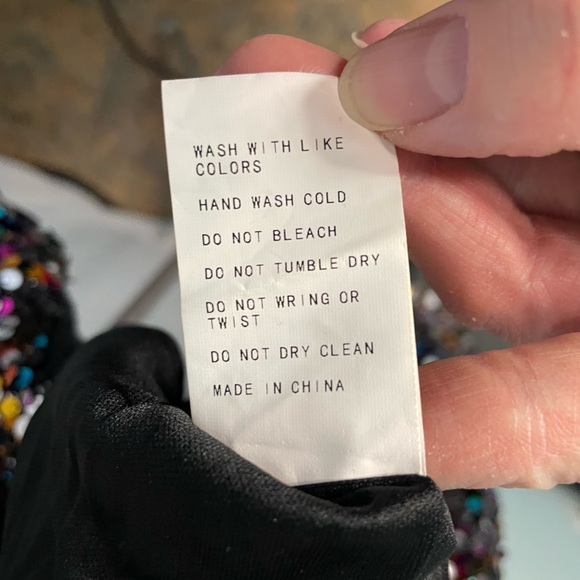 WASH WITH LIKE
COLORS
HAND WASH COLD
DO NOT BLEACH
DO NOT TUMBLE DRY
DO NOT WRING OR
TWIST
DO NOT DRY CLEAN
MADE IN CHINA